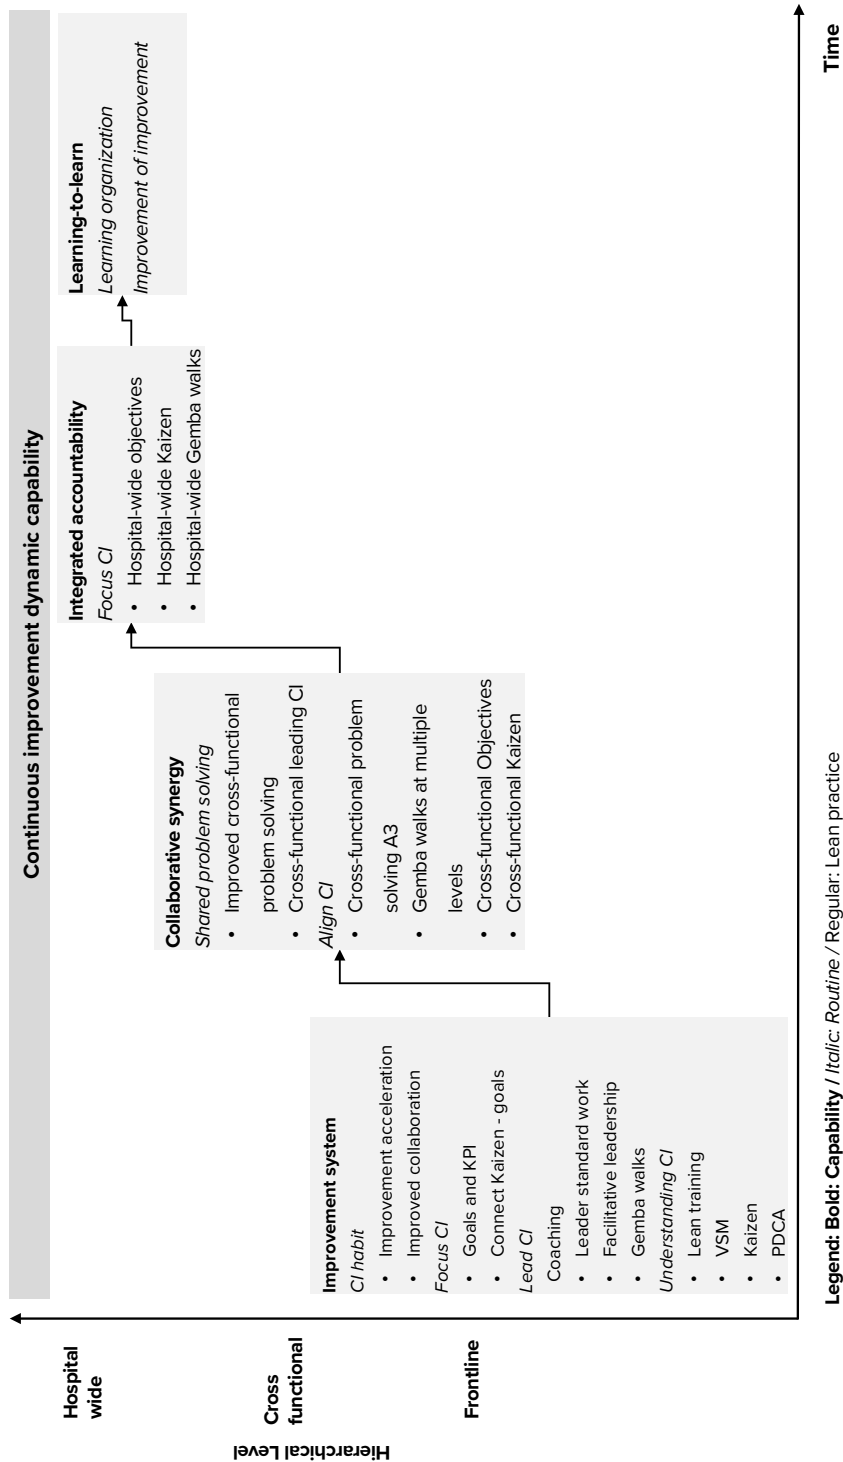 Continuous improvement dynamic capability
Hierarchical Level
Hospital
wide
Cross
functional
Frontline
Improvement system
CI habit
• Improvement acceleration
• Improved collaboration
Focus CI
• Goals and KPI
• Connect Kaizen - goals
Lead CI
Coaching
• Leader standard work
• Facilitative leadership
• Gemba walks
Understanding CI
• Lean training
• VSM
• Kaizen
• PDCA
Collaborative synergy
Shared problem solving
• Improved cross-functional
problem solving
• Cross-functional leading CI
Align CI
• Cross-functional problem
solving A3
• Gemba walks at multiple
levels
• Cross-functional Objectives
• Cross-functional Kaizen
Integrated accountability
Focus CI
• Hospital-wide objectives
• Hospital-wide Kaizen
• Hospital-wide Gemba walks
Learning-to-learn
Learning organization
Improvement of improvement
Time
Legend: Bold: Capability / Italic: Routine / Regular: Lean practice